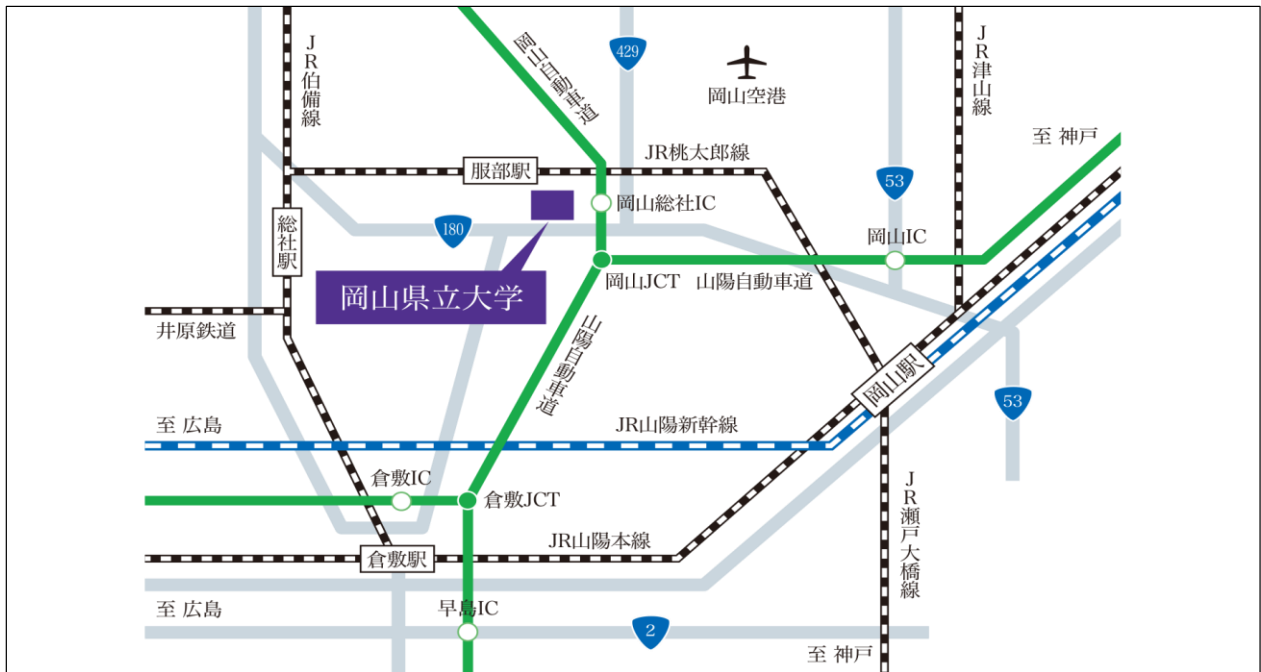 JR伯備線
岡山自動車道
429
岡山空港
JR津山線
至 神戸
JR桃太郎線
服部駅
53
岡山総社IC
総社駅
180
岡山IC
岡山県立大学
岡山JCT
山陽自動車道
井原鉄道
山陽自動車道
岡山駅
53
至 広島
JR山陽新幹線
倉敷IC
倉敷JCT
JR瀬戸大橋線
JR山陽本線
倉敷駅
至 広島
早島IC
2
至 神戸